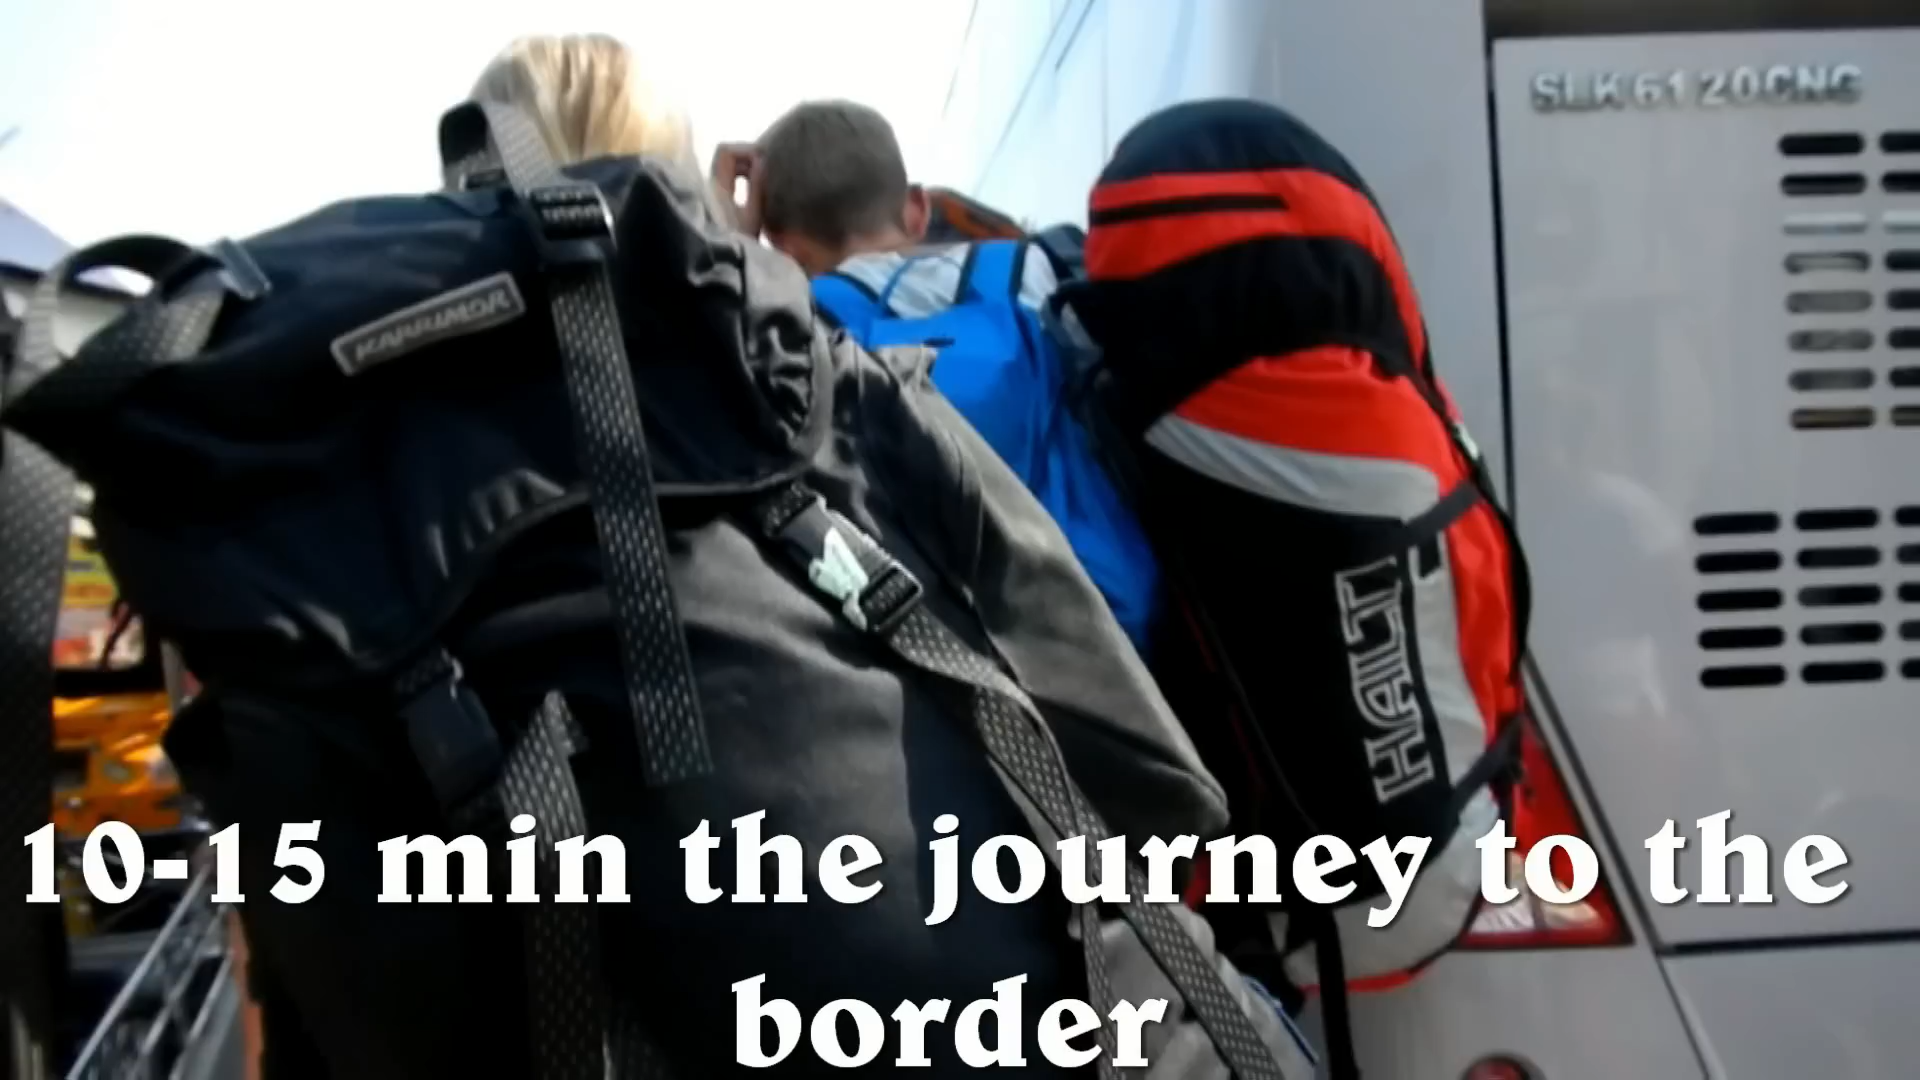 SLK6120CNG
KARRIMOR
HALTI
10-15 min the journey to the
border